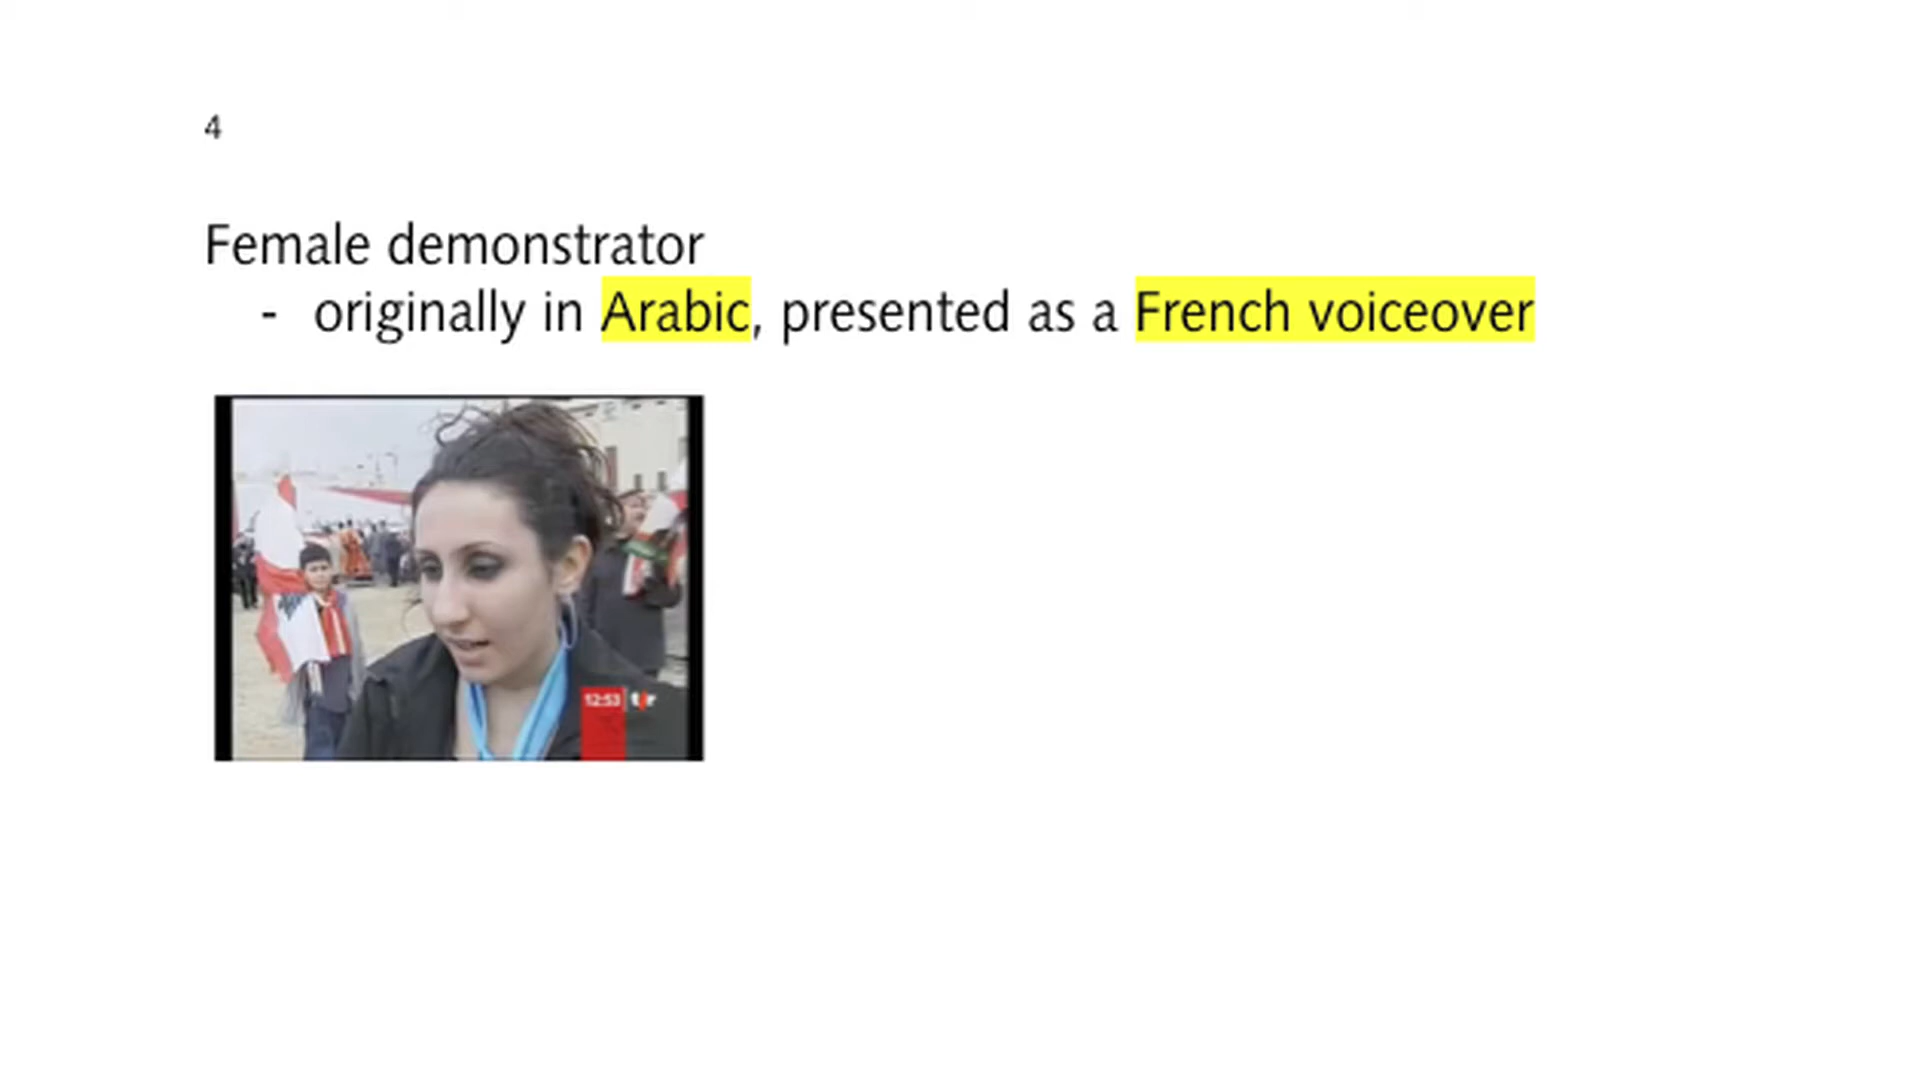 4
Female demonstrator
- originally in Arabic, presented as a French voiceover
12:53